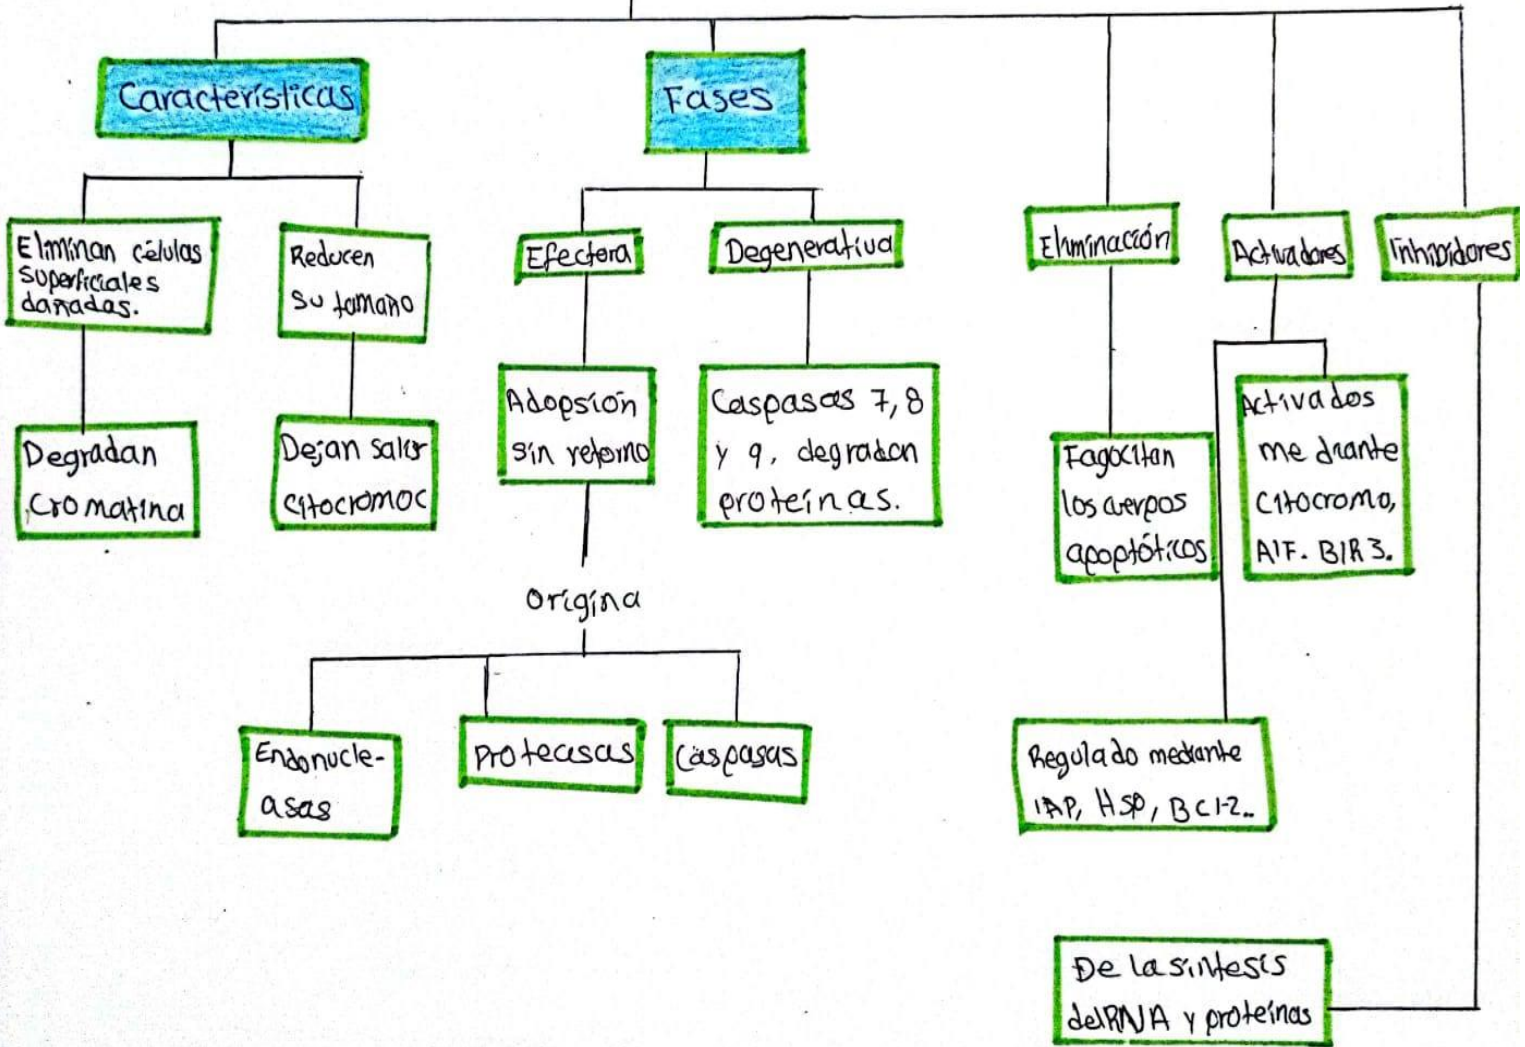 Características
Fases
Eliminan células
superficiales
dañadas.
Reducen
su tamaño
Efectora
Degenerativa
Eliminación
Activadores
Inhibidores
Degradan
Cromatina
Dejan salir
citocromoc
Adopsión
sin retorno
Caspasas 7, 8
y 9, degradan
proteínas.
Fagocitan
los cuerpos
apoptóticos
Activados
mediante
citocromo,
AIF. BIR3.
origina
Endonucle-
asas
Proteasas
Caspasas
Regulado mediante
IAP, HSP, BCl-2..
De la síntesis
del RNA y proteínas